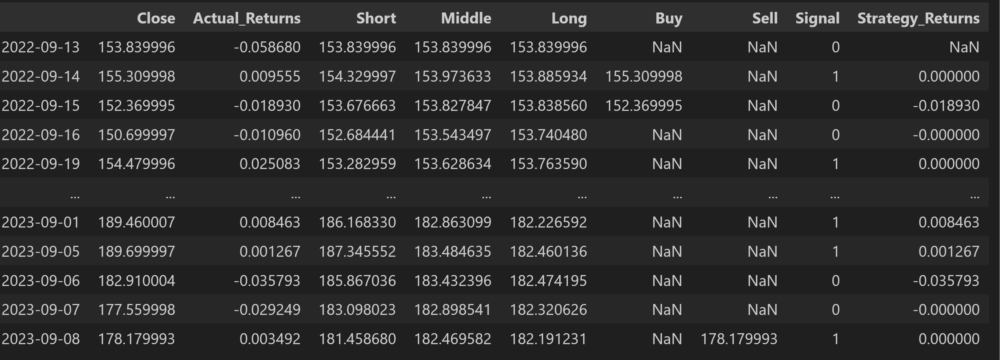 Close Actual_Returns Short Middle Long Buy Sell Signal Strategy_Returns
2022-09-13 153.839996 -0.058680 153.839996 153.839996 153.839996 NaN NaN 0 NaN
2022-09-14 155.309998 0.009555 154.329997 153.973633 153.885934 155.309998 NaN 1 0.000000
2022-09-15 152.369995 -0.018930 153.676663 153.827847 153.838560 152.369995 NaN 0 -0.018930
2022-09-16 150.699997 -0.010960 152.684441 153.543497 153.740480 NaN NaN 0 -0.000000
2022-09-19 154.479996 0.025083 153.282959 153.628634 153.763590 NaN NaN 1 0.000000
... ... ... ... ... ... ... ... ... ...
2023-09-01 189.460007 0.008463 186.168330 182.863099 182.226592 NaN NaN 1 0.008463
2023-09-05 189.699997 0.001267 187.345552 183.484635 182.460136 NaN NaN 1 0.001267
2023-09-06 182.910004 -0.035793 185.867036 183.432396 182.474195 NaN NaN 0 -0.035793
2023-09-07 177.559998 -0.029249 183.098023 182.898541 182.320626 NaN NaN 0 -0.000000
2023-09-08 178.179993 0.003492 181.458680 182.469582 182.191231 NaN 178.179993 1 0.000000